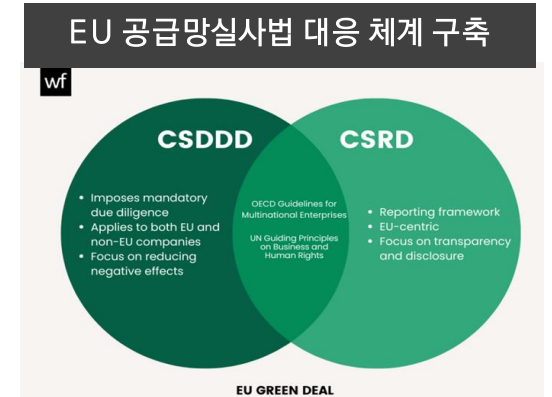 EU 공급망실사법 대응 체계 구축
wf
CSDDD
• Imposes mandatory
due diligence
• Applies to both EU and
non-EU companies
• Focus on reducing
negative effects
OECD Guidelines for
Multinational Enterprises
UN Guiding Principles
on Business and
Human Rights
CSRD
• Reporting framework
• EU-centric
• Focus on transparency
and disclosure
EU GREEN DEAL